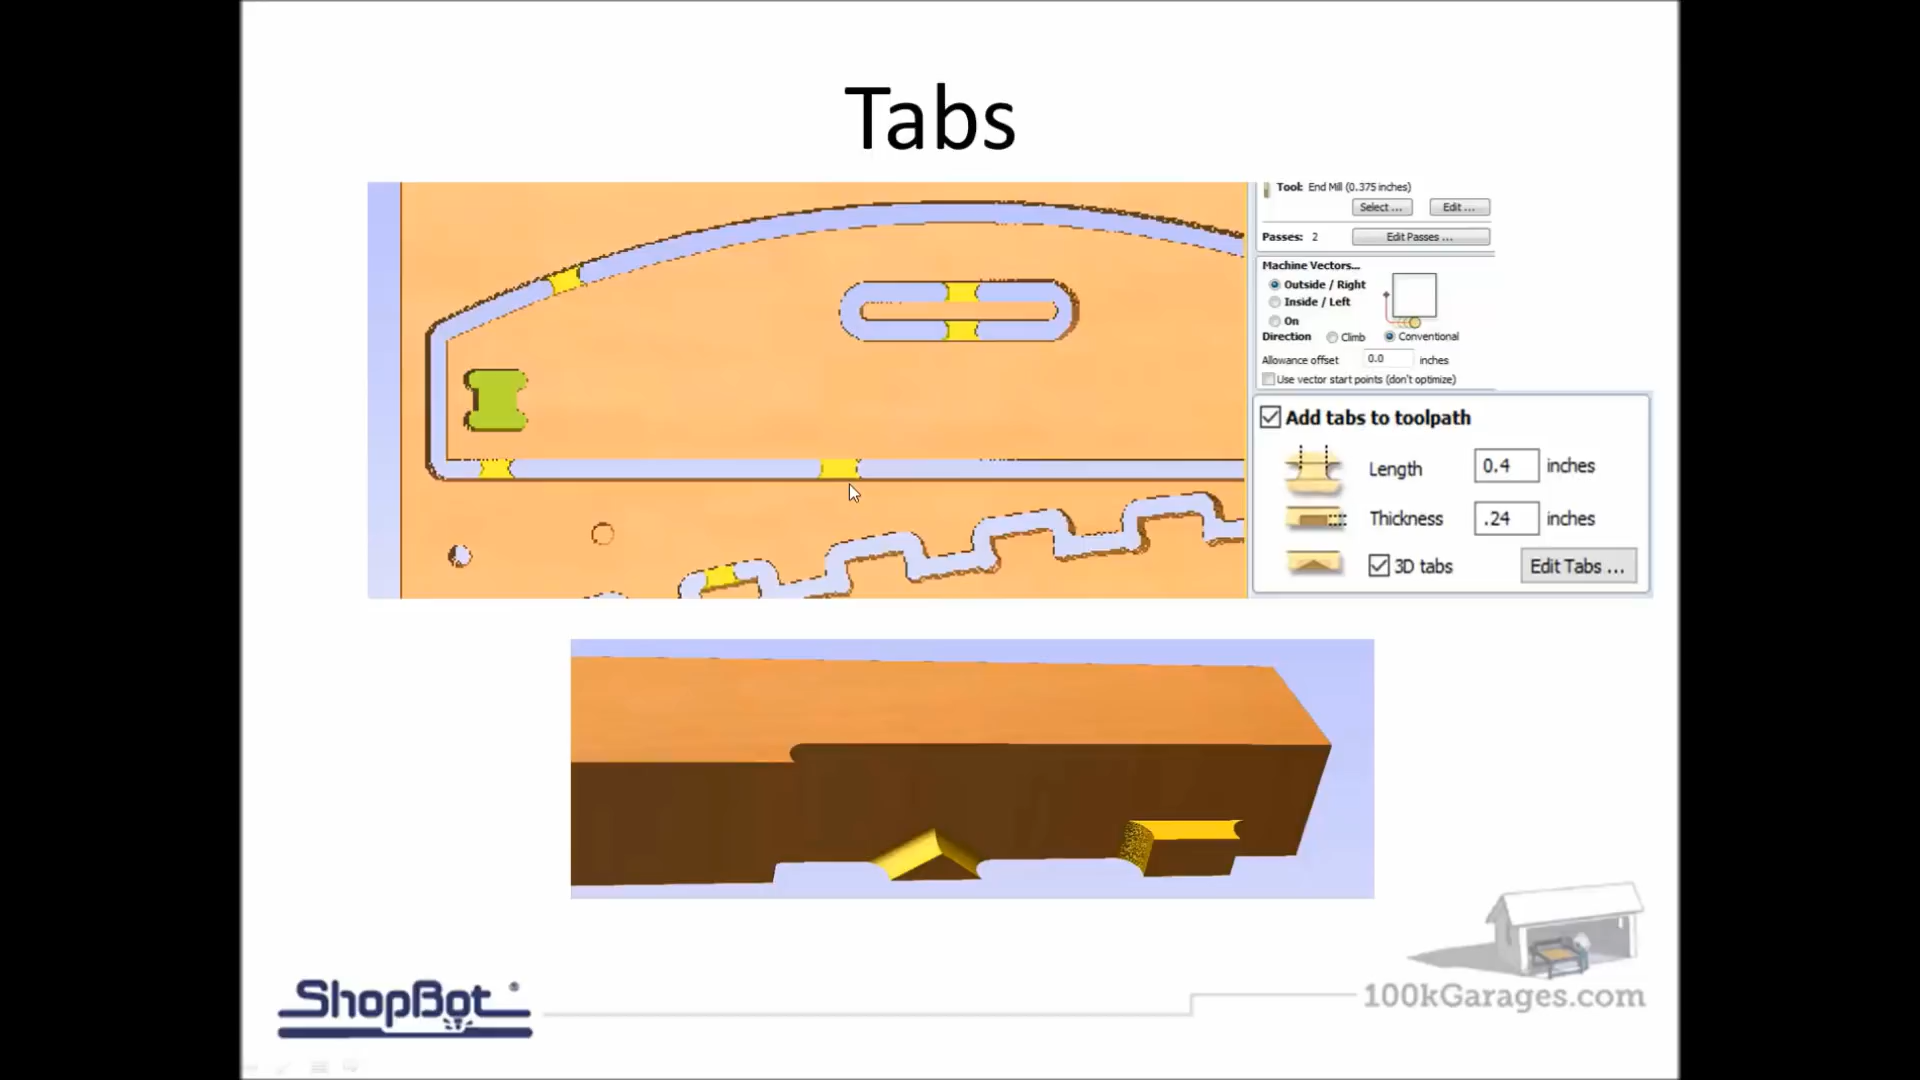 Tabs
Tool: End Mill (0.375 inches)
Select ... Edit ...
Passes: 2 Edit Passes ...
Machine Vectors...
Outside / Right
Inside / Left
On
Direction Climb Conventional
Allowance offset 0.0 inches
Use vector start points (don't optimize)
Add tabs to toolpath
Length 0.4 inches
Thickness .24 inches
3D tabs Edit Tabs ...
ShopBot ®
100kGarages.com